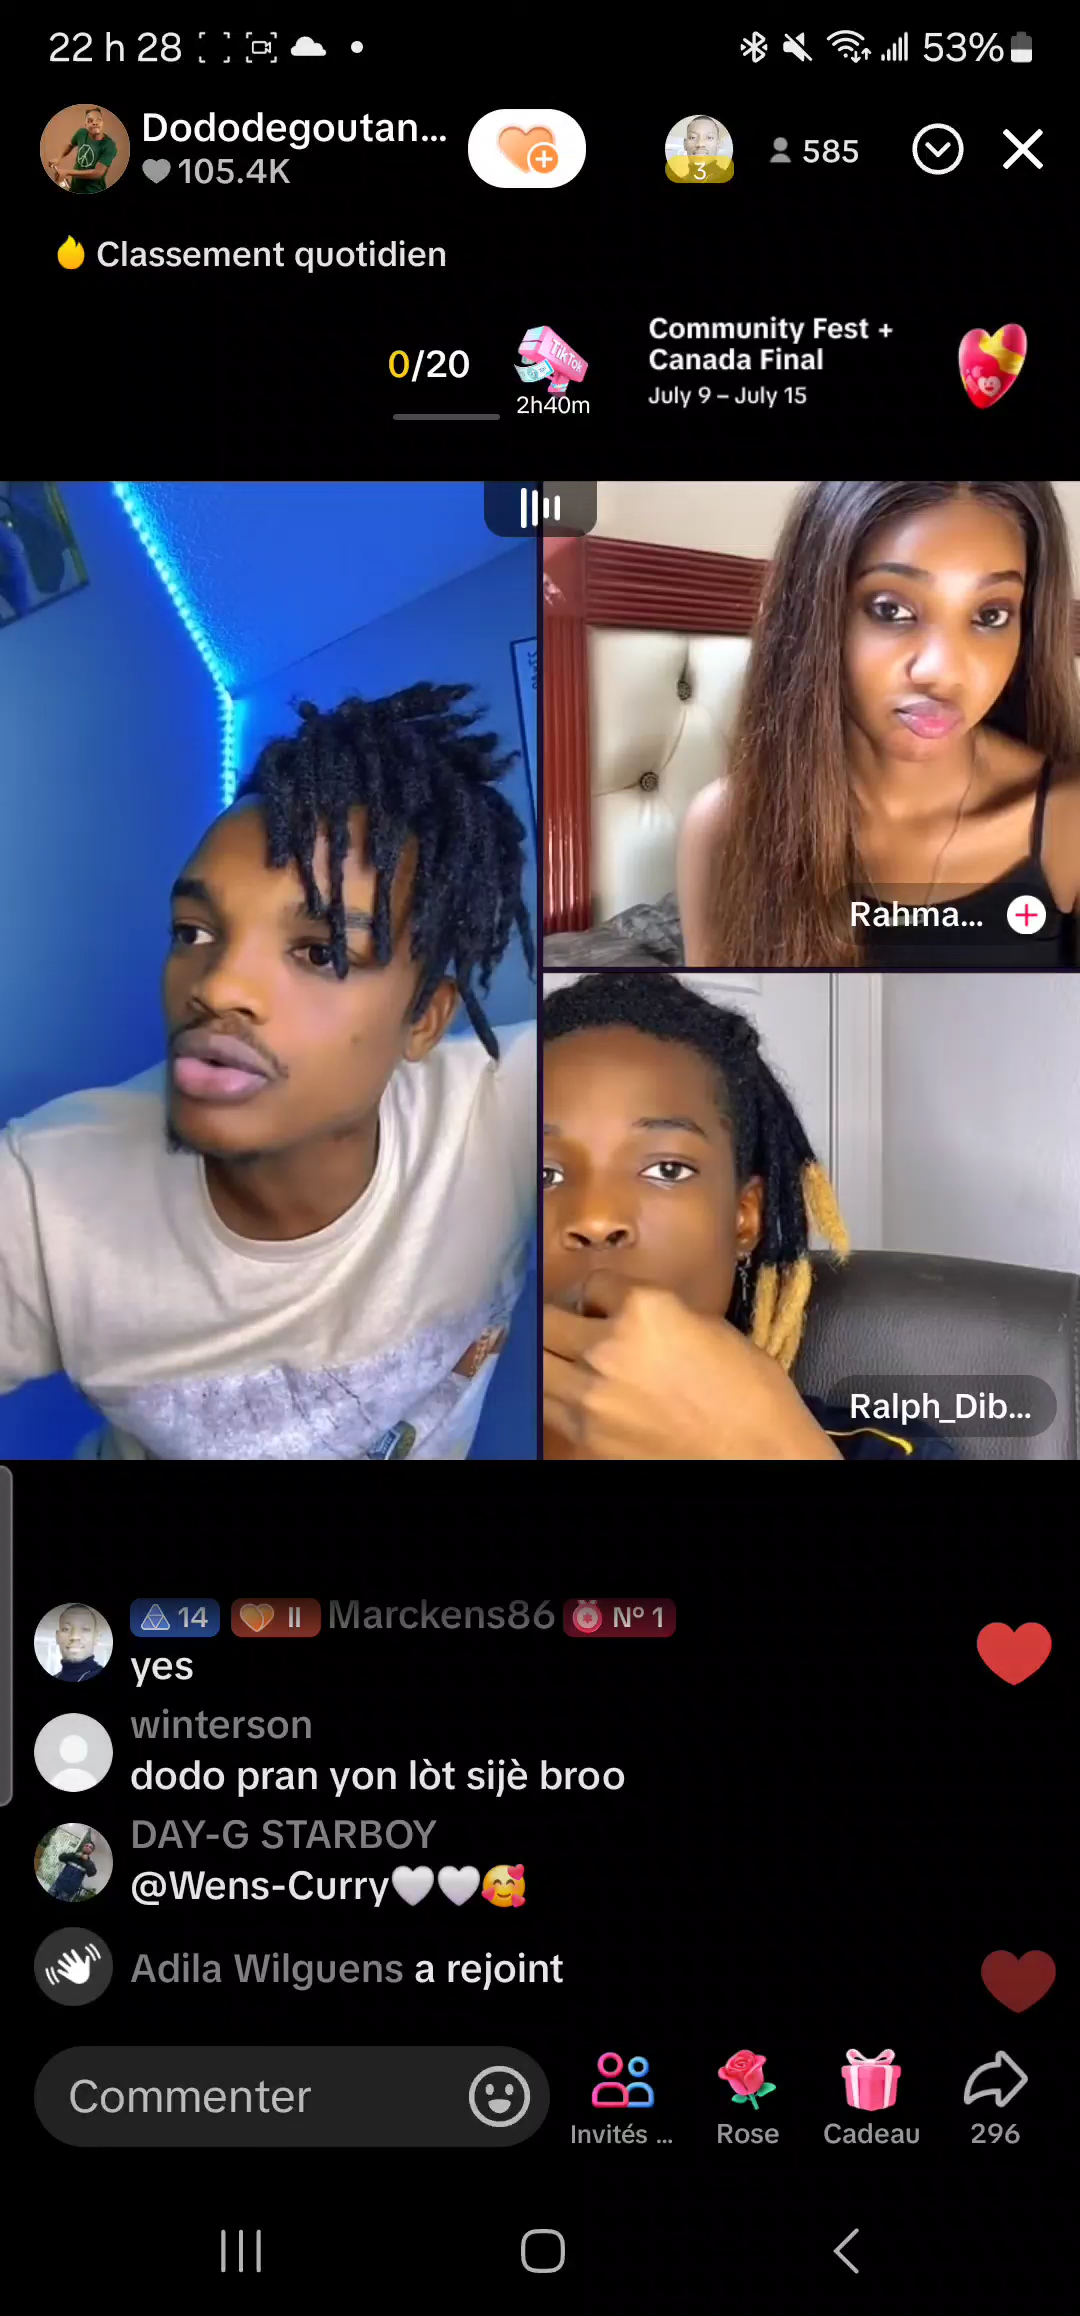 22 h 28
53%
Dododegoutan...
105.4K
3
585
Classement quotidien
0/20
TikTok
2h40m
Community Fest +
Canada Final
July 9 – July 15
Rahma...
Ralph_Dib...
14 II Marckens86 N° 1
yes
winterson
dodo pran yon lòt sijè broo
DAY-G STARBOY
@Wens-Curry🤍🤍🥰
Adila Wilguens a rejoint
Commenter
Invités ...
Rose
Cadeau
296